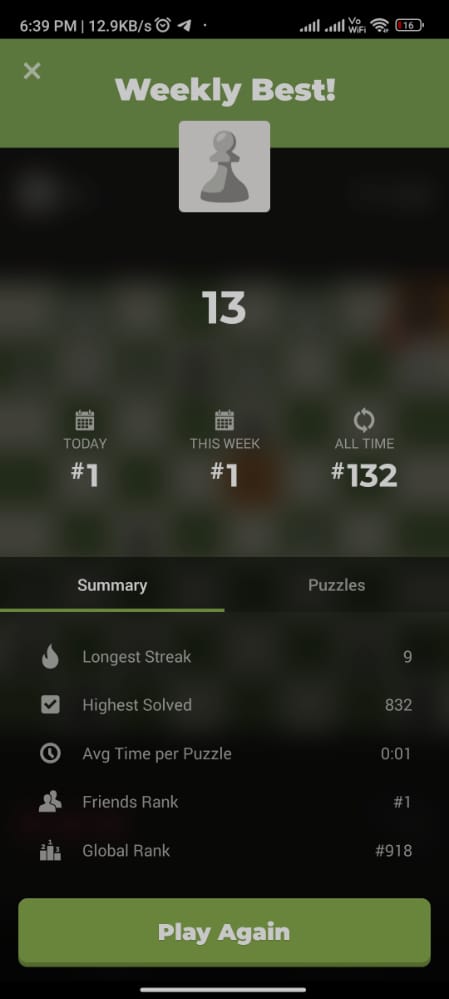 6:39 PM | 12.9KB/s
Vo
WiFi
16
Weekly Best!
13
TODAY
THIS WEEK
ALL TIME
#1
#1
#132
Summary
Puzzles
Longest Streak 9
Highest Solved 832
Avg Time per Puzzle 0:01
Friends Rank #1
Global Rank #918
Play Again